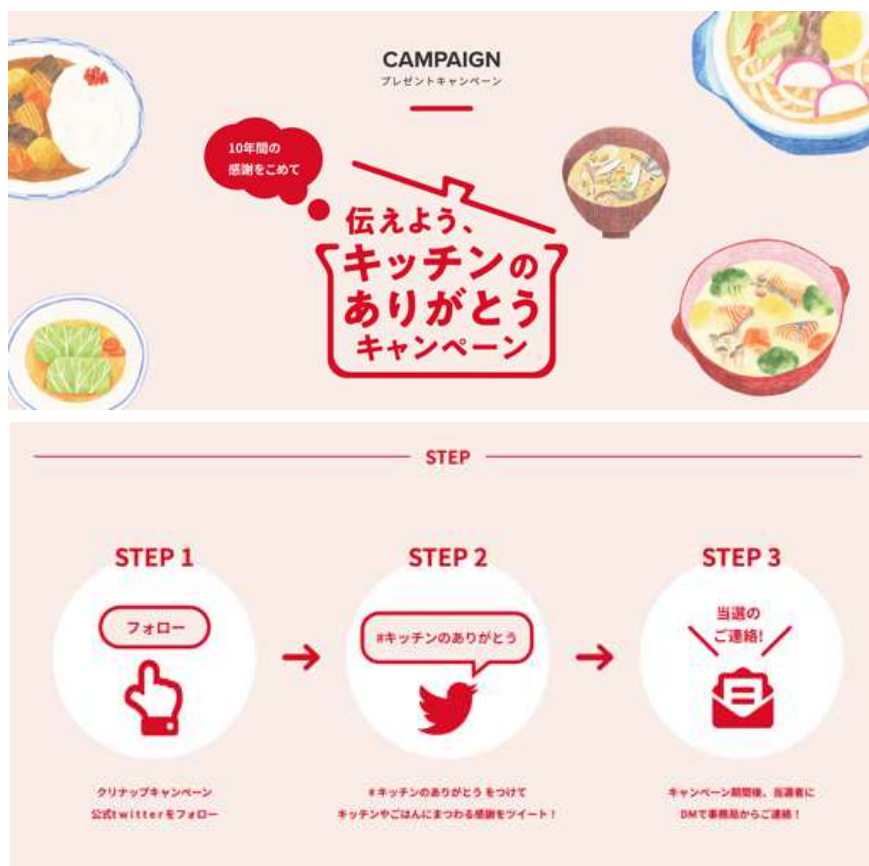 CAMPAIGN
プレゼントキャンペーン
10年間の
感謝をこめて
伝えよう、
キッチンの
ありがとう
キャンペーン
STEP
STEP 1
フォロー
クリナップキャンペーン
公式twitterをフォロー
STEP 2
#キッチンのありがとう
#キッチンのありがとう をつけて
キッチンやごはんにまつわる感謝をツイート！
STEP 3
当選の
ご連絡!
キャンペーン期間後、当選者に
DMで事務局からご連絡！